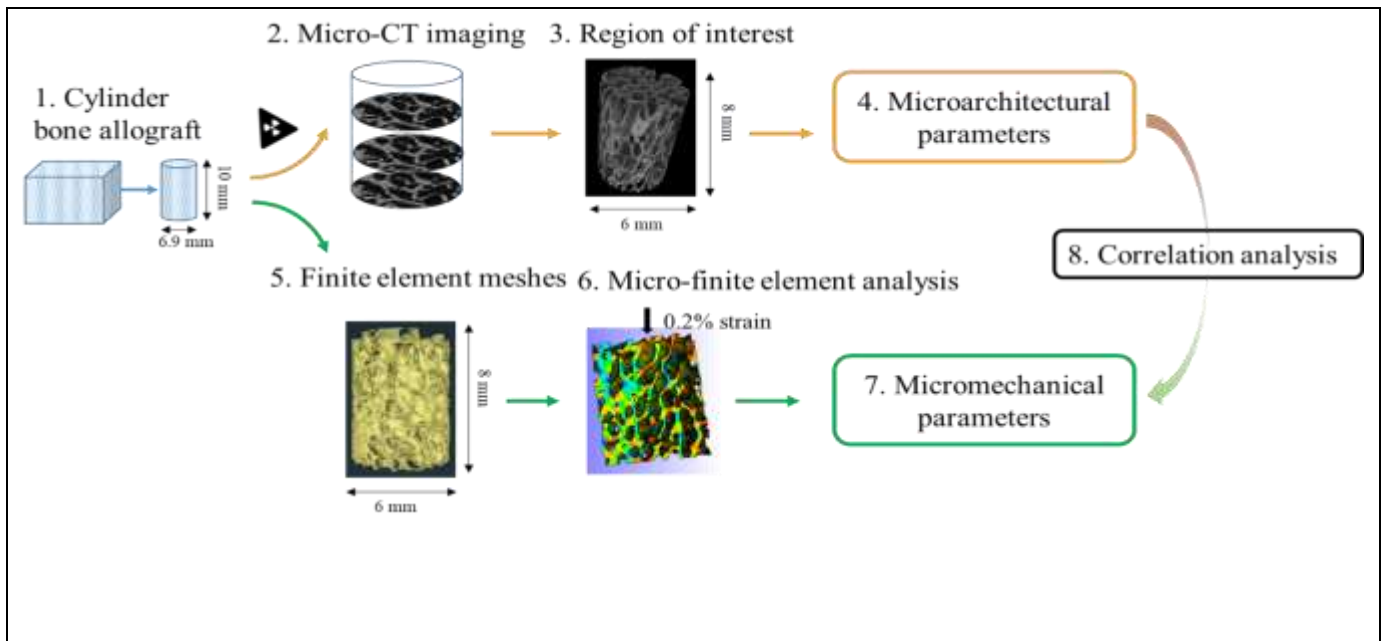 2. Micro-CT imaging
3. Region of interest
1. Cylinder
bone allograft
10 mm
6.9 mm
8 mm
6 mm
4. Microarchitectural
parameters
8. Correlation analysis
5. Finite element meshes
6. Micro-finite element analysis
0.2% strain
8 mm
6 mm
7. Micromechanical
parameters